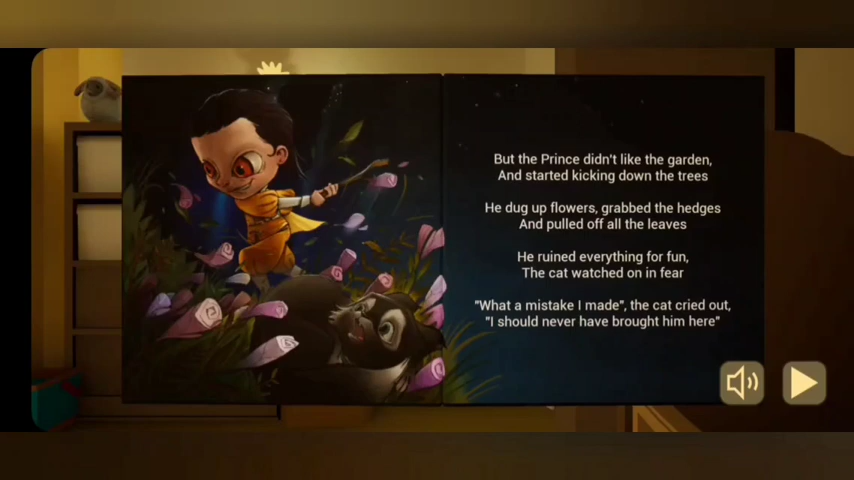 But the Prince didn't like the garden,
And started kicking down the trees
He dug up flowers, grabbed the hedges
And pulled off all the leaves
He ruined everything for fun,
The cat watched on in fear
"What a mistake I made", the cat cried out,
"I should never have brought him here"